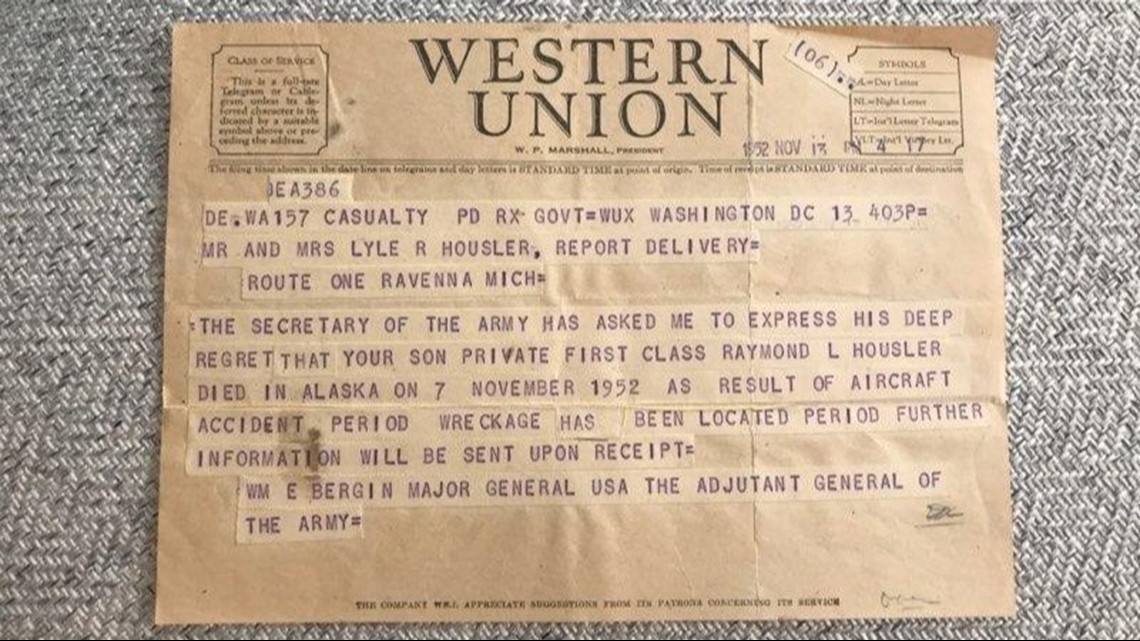 CLASS OF SERVICE
This is a full-rate
Telegram or Cable-
gram unless its de-
ferred character is in-
dicated by a suitable
symbol above or pre-
ceding the address.
WESTERN
UNION
W. P. MARSHALL, PRESIDENT
(06)..
SYMBOLS
DL=Day Letter
NL=Night Letter
LT=Int'l Letter Telegram
1952 NOV 13 PM 4 17
The filing time shown in the date line on telegrams and day letters is STANDARD TIME at point of origin. Time of receipt is STANDARD TIME at point of destination
EA386
DE.WA157 CASUALTY PD RX GOVT=WUX WASHINGTON DC 13 403P=
MR AND MRS LYLE R HOUSLER, REPORT DELIVERY=
ROUTE ONE RAVENNA MICH=
=THE SECRETARY OF THE ARMY HAS ASKED ME TO EXPRESS HIS DEEP
REGRET THAT YOUR SON PRIVATE FIRST CLASS RAYMOND L HOUSLER
DIED IN ALASKA ON 7 NOVEMBER 1952 AS RESULT OF AIRCRAFT
ACCIDENT PERIOD WRECKAGE HAS BEEN LOCATED PERIOD FURTHER
INFORMATION WILL BE SENT UPON RECEIPT=
WM E BERGIN MAJOR GENERAL USA THE ADJUTANT GENERAL OF
THE ARMY=
THE COMPANY WILL APPRECIATE SUGGESTIONS FROM ITS PATRONS CONCERNING ITS SERVICE